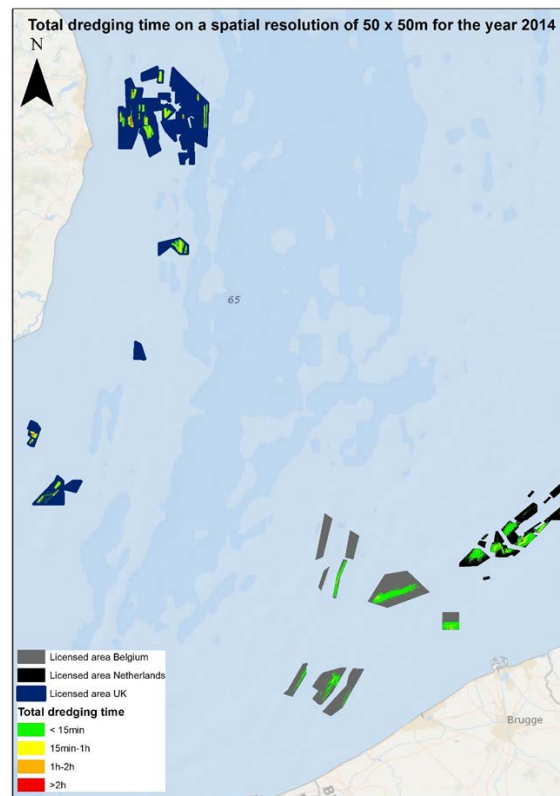 Total dredging time on a spatial resolution of 50 x 50m for the year 2014
N
65
Licensed area Belgium
Licensed area Netherlands
Licensed area UK
Total dredging time
< 15min
15min-1h
1h-2h
>2h
Brugge